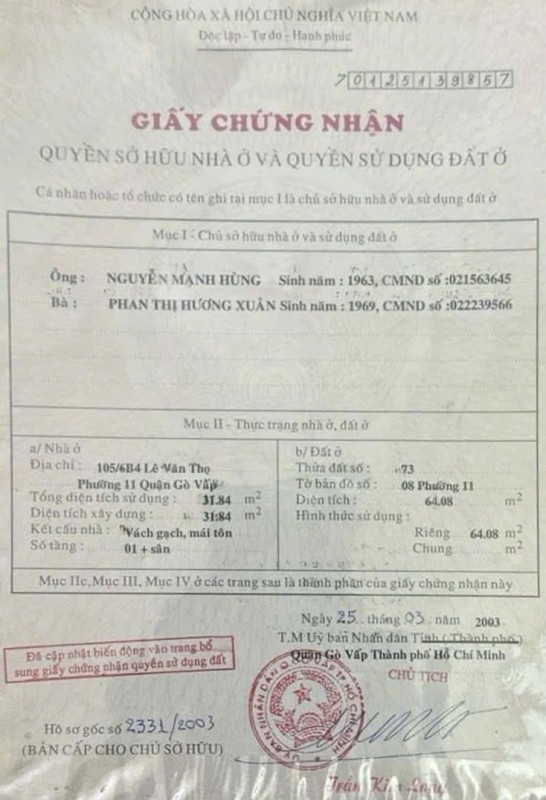 CỘNG HÒA XÃ HỘI CHỦ NGHĨA VIỆT NAM
Độc lập - Tự do - Hạnh phúc
70125139857
GIẤY CHỨNG NHẬN
QUYỀN SỞ HỮU NHÀ Ở VÀ QUYỀN SỬ DỤNG ĐẤT Ở
Cá nhân hoặc tổ chức có tên ghi tại mục I là chủ sở hữu nhà ở và sử dụng đất ở
Mục I - Chủ sở hữu nhà ở và sử dụng đất ở
Ông : NGUYỄN MẠNH HÙNG Sinh năm : 1963, CMND số :021563645
Bà : PHAN THỊ HƯƠNG XUÂN Sinh năm : 1969, CMND số :022239566
Mục II - Thực trạng nhà ở, đất ở
a/ Nhà ở
Địa chỉ : 105/6B4 Lê Văn Thọ
Phường 11 Quận Gò Vấp
Tổng diện tích sử dụng : 31.84 m²
Diện tích xây dựng : 31.84 m²
Kết cấu nhà : Vách gạch, mái tôn
Số tầng : 01 + sân
b/ Đất ở
Thửa đất số : 73
Tờ bản đồ số : 08 Phường 11
Diện tích : 64.08 m²
Hình thức sử dụng :
Riêng 64.08 m²
Chung m²
Mục IIc, Mục III, Mục IV ở các trang sau là thành phần của giấy chứng nhận này
Ngày 25 tháng 03 năm 2003
T.M Uỷ ban Nhân dân Tỉnh (Thành phố)
Quận Gò Vấp Thành phố Hồ Chí Minh
CHỦ TỊCH
Đã cập nhật biến động vào trang bổ
sung giấy chứng nhận quyền sử dụng đất
Hồ sơ gốc số 2331/2003
(BẢN CẤP CHO CHỦ SỞ HỮU)
Trần Kim Long